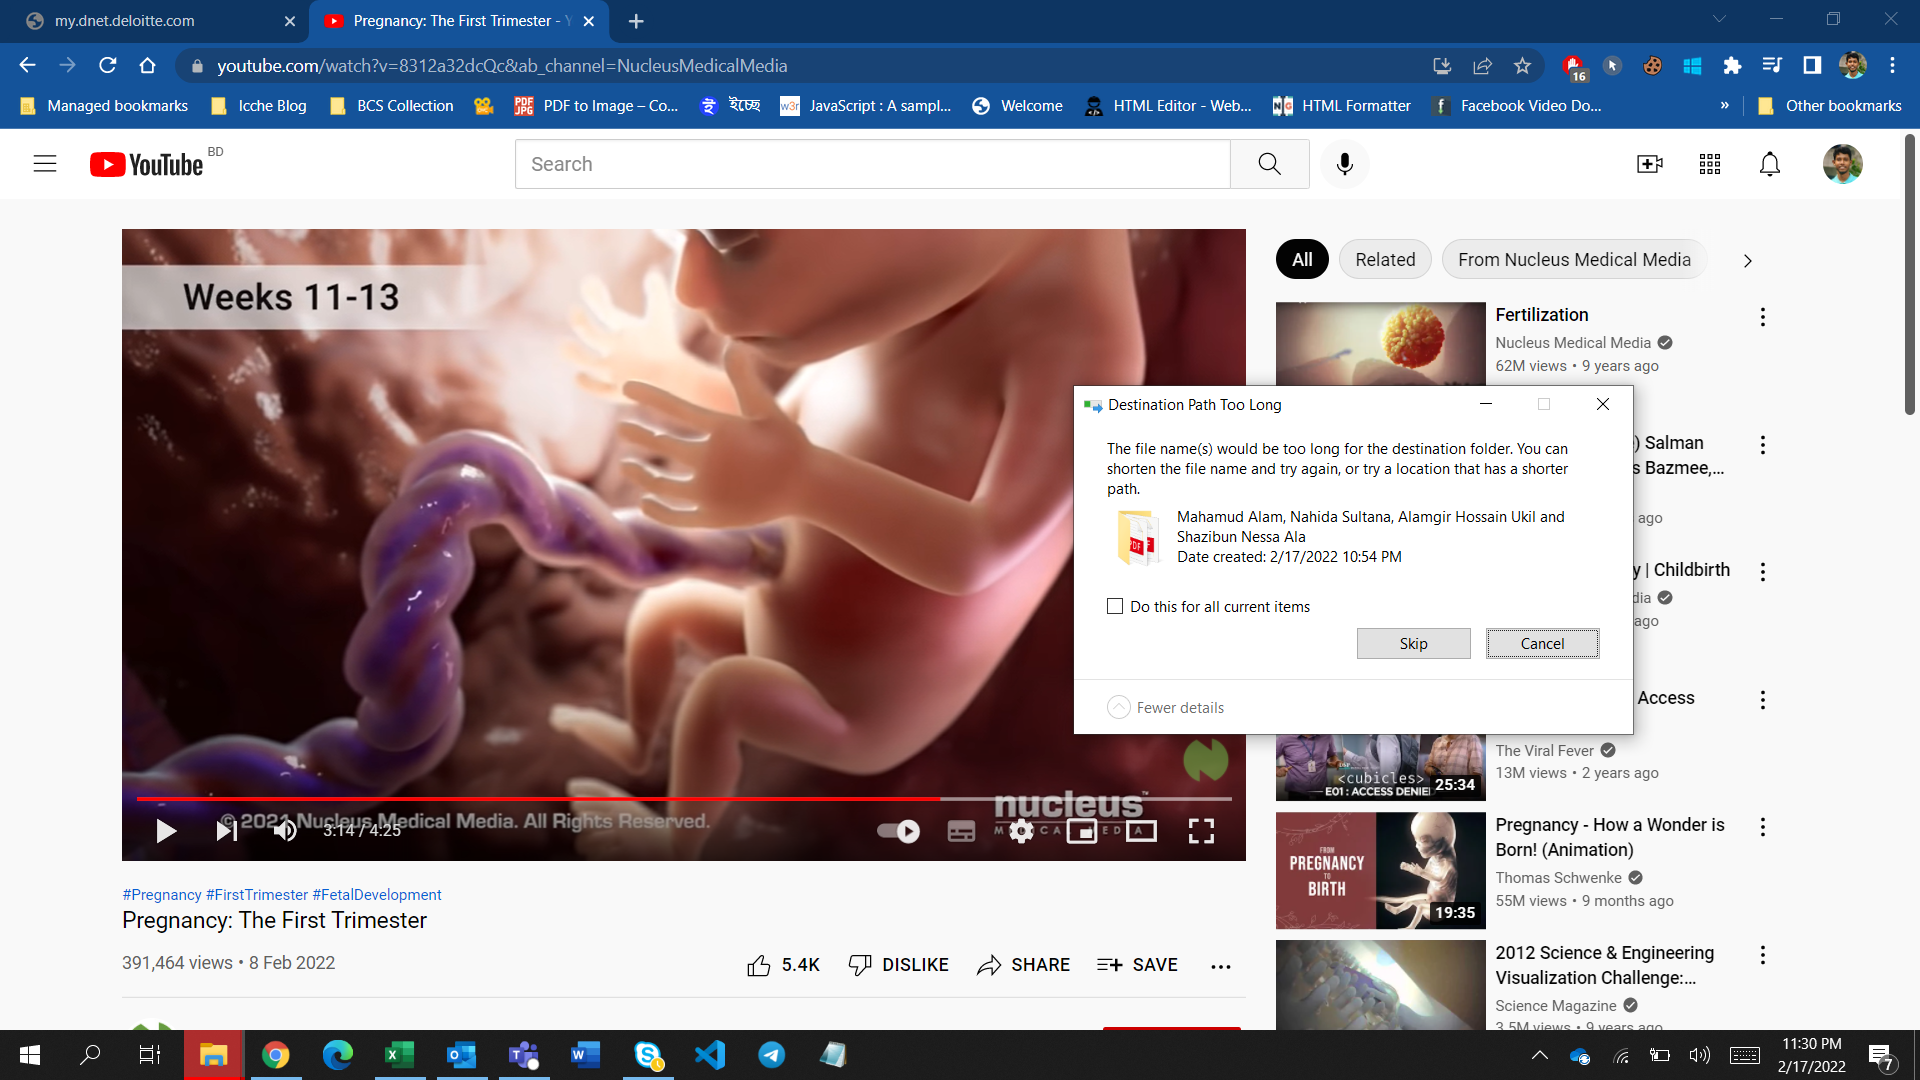 my.dnet.deloitte.com
Pregnancy: The First Trimester - Y
youtube.com/watch?v=8312a32dcQc&ab_channel=NucleusMedicalMedia
16
Managed bookmarks
Icche Blog
BCS Collection
PDF to Image – Co...
ইচ্ছে
JavaScript : A sampl...
Welcome
HTML Editor - Web...
HTML Formatter
Facebook Video Do...
»
Other bookmarks
YouTube BD
Search
Weeks 11-13
© 2021 Nucleus Medical Media. All Rights Reserved.
3:14 / 4:25
nucleus™
MEDICAL MEDIA
#Pregnancy #FirstTrimester #FetalDevelopment
Pregnancy: The First Trimester
391,464 views • 8 Feb 2022
5.4K
DISLIKE
SHARE
SAVE
All
Related
From Nucleus Medical Media
Fertilization
Nucleus Medical Media
62M views • 9 years ago
Destination Path Too Long
The file name(s) would be too long for the destination folder. You can
shorten the file name and try again, or try a location that has a shorter
path.
PDF
Mahamud Alam, Nahida Sultana, Alamgir Hossain Ukil and
Shazibun Nessa Ala
Date created: 2/17/2022 10:54 PM
Do this for all current items
Skip
Cancel
Fewer details
) Salman
s Bazmee,...
ago
y | Childbirth
dia
ago
Access
The Viral Fever
13M views • 2 years ago
<cubicles>
E01 : ACCESS DENIE
25:34
Pregnancy - How a Wonder is
Born! (Animation)
Thomas Schwenke
55M views • 9 months ago
FROM
PREGNANCY
TO
BIRTH
19:35
2012 Science & Engineering
Visualization Challenge:...
Science Magazine
3.5M views • 9 years ago
11:30 PM
2/17/2022
7